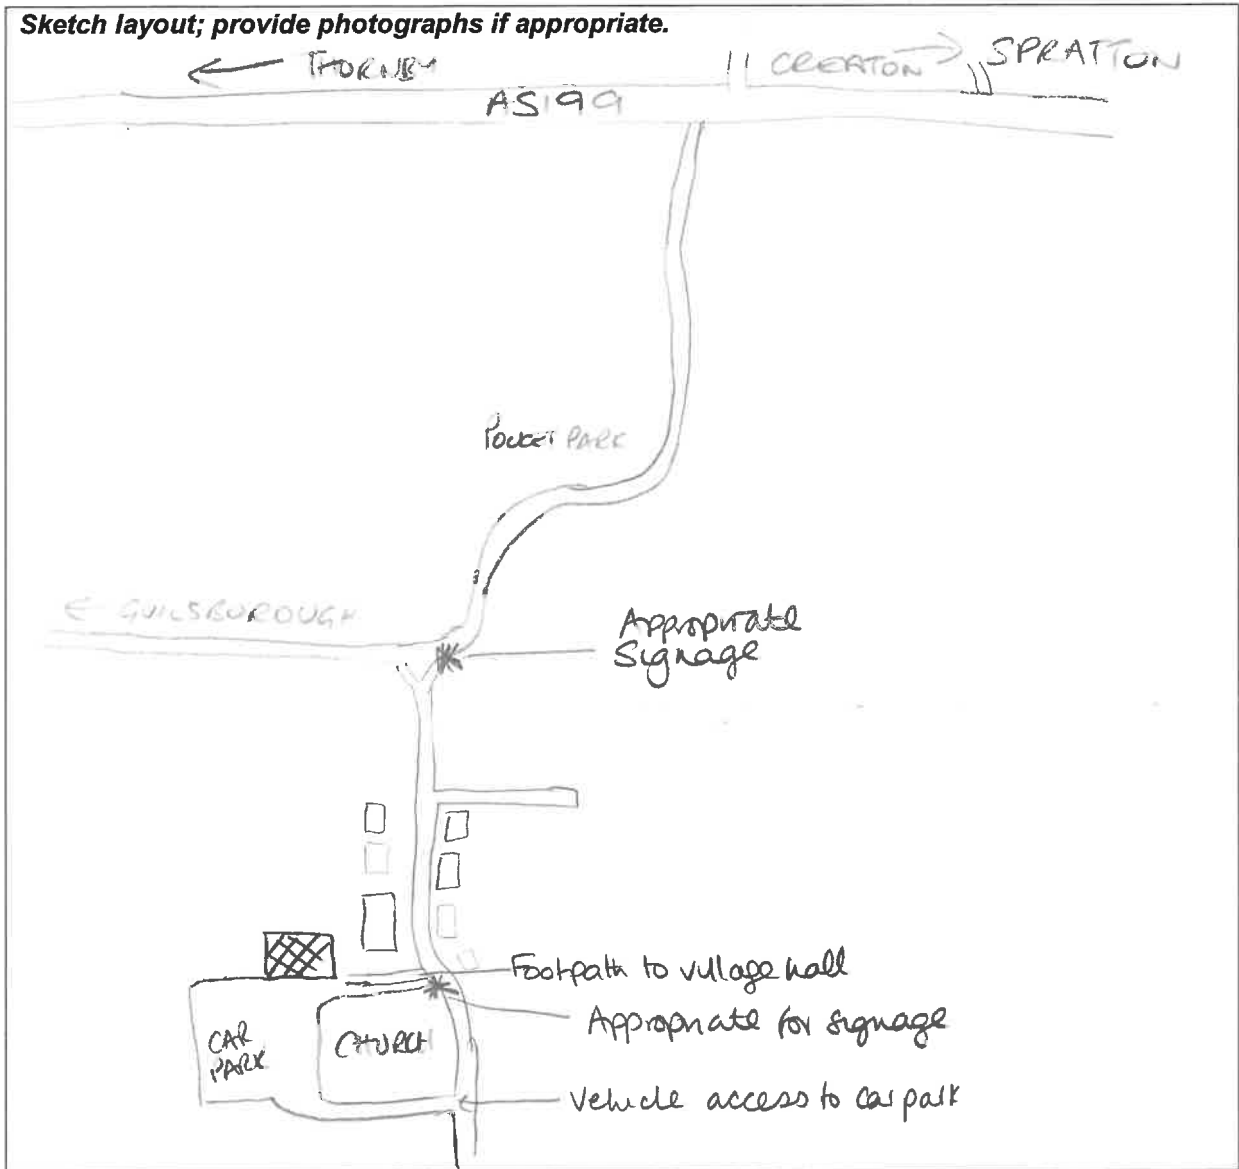 Sketch layout; provide photographs if appropriate.
← THORNBY
CREATON → SPRATTON
A5199
POCKET PARK
← GUILSBOROUGH
Appropriate
Signage
Footpath to village hall
Appropriate for signage
CAR
PARK
CHURCH
Vehicle access to car park